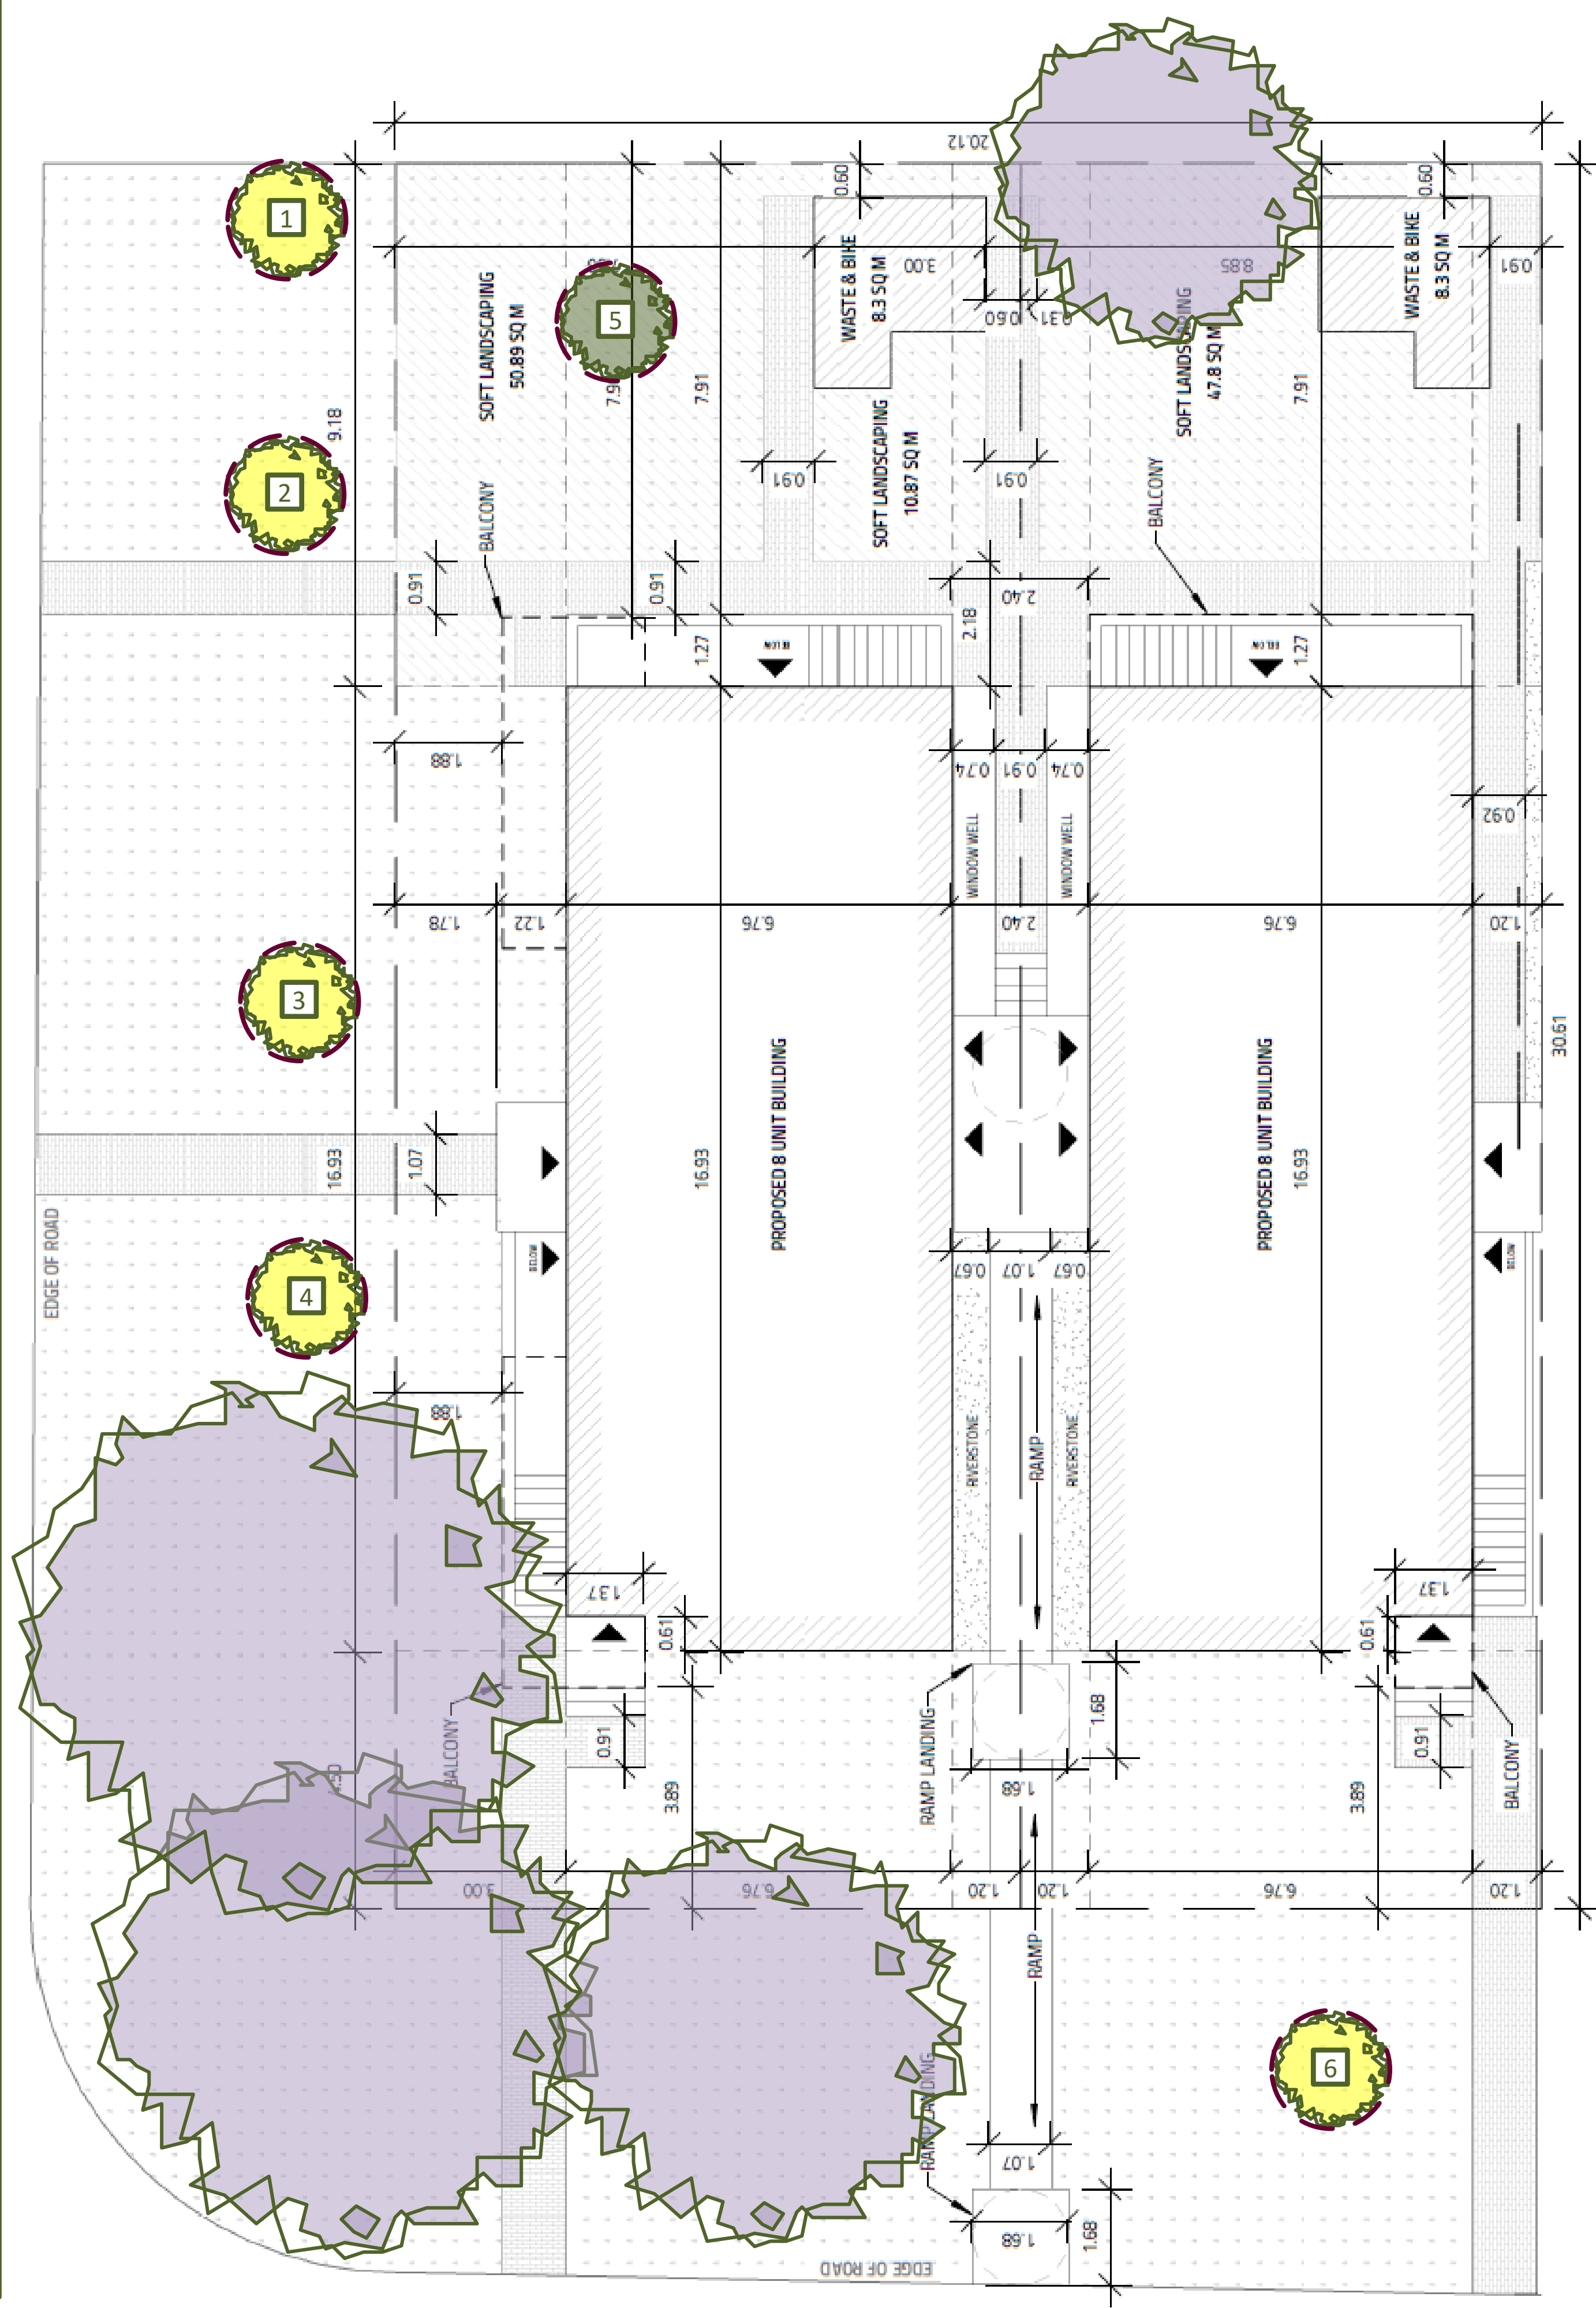 20.12
1
0.60
0.60
WASTE & BIKE
8.3 SQ M
WASTE & BIKE
8.3 SQ M
3.00
8.85
0.91
SOFT LANDSCAPING
50.89 SQ M
5
0.60
0.31
SOFT LANDSCAPING
47.8 SQ M
7.91
7.91
9.18
2
SOFT LANDSCAPING
10.87 SQ M
0.91
0.91
BALCONY
BALCONY
0.91
0.91
2.40
2.18
1.27
BELOW
BELOW
1.27
1.88
0.74
0.91
0.74
0.92
WINDOW WELL
WINDOW WELL
1.78
1.22
6.76
2.40
6.76
1.20
3
30.61
PROPOSED 8 UNIT BUILDING
PROPOSED 8 UNIT BUILDING
16.93
1.07
16.93
16.93
EDGE OF ROAD
BELOW
BELOW
0.67
1.07
0.67
4
1.88
RIVERSTONE
RAMP
RIVERSTONE
1.37
1.37
0.61
0.61
BALCONY
0.91
RAMP LANDING
1.68
0.91
BALCONY
1.68
3.89
3.89
3.00
6.76
1.20
1.20
6.76
1.20
RAMP
6
RAMP LANDING
1.07
1.68
1.68
EDGE OF ROAD